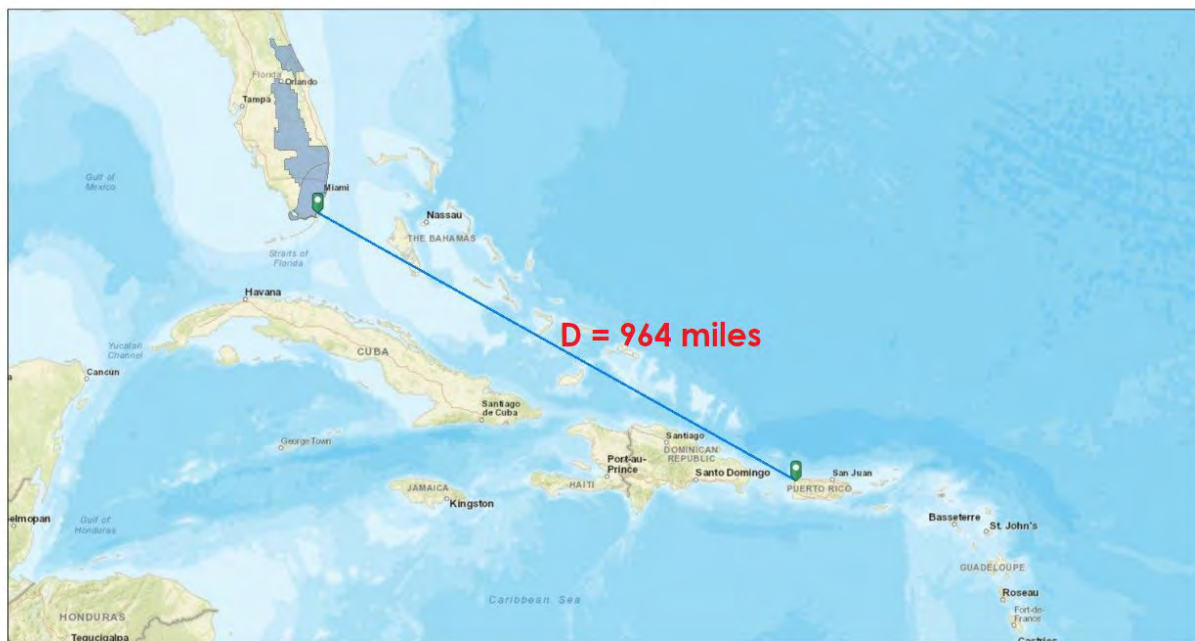 Florida
Orlando
Tampa
Gulf of
Mexico
Miami
Nassau
THE BAHAMAS
Straits of
Florida
Havana
D = 964 miles
Yucatan
Channel
CUBA
Cancun
Santiago
de Cuba
George Town
Santiago
DOMINICAN
REPUBLIC
Port-au-
Prince
Santo Domingo
San Juan
PUERTO RICO
HAITI
JAMAICA
Kingston
elmopan
Gulf of
Honduras
Basseterre
St. John's
GUADELOUPE
Caribbean Sea
Roseau
Fort-de-
France
HONDURAS
Tegucigalpa
Castries